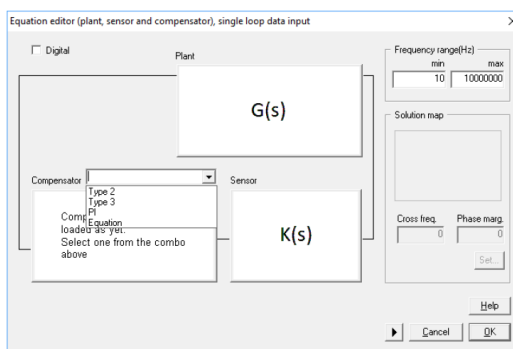 Equation editor (plant, sensor and compensator), single loop data input
Digital
Plant
G(s)
Frequency range(Hz)
min max
10 10000000
Solution map
Compensator
Type 2
Type 3
PI
Equation
Comp
loaded as yet.
Select one from the combo
above
Sensor
K(s)
Cross freq. Phase marg.
0 0
Set...
Help
Cancel OK